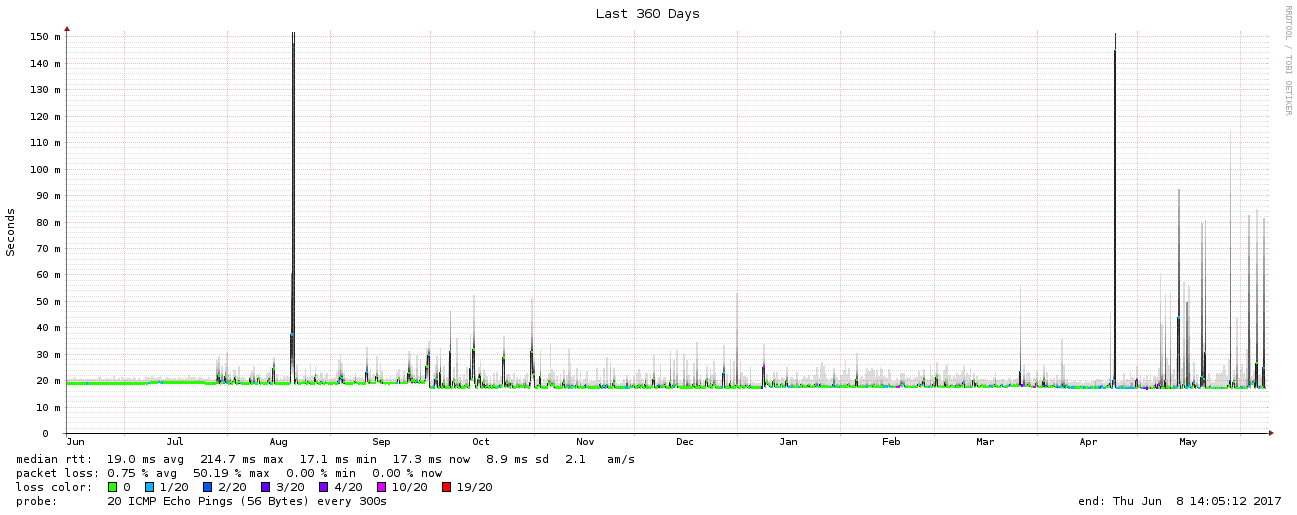 Last 360 Days
RRDTOOL / TOBI OETIKER
Seconds
150 m
140 m
130 m
120 m
110 m
100 m
90 m
80 m
70 m
60 m
50 m
40 m
30 m
20 m
10 m
0
Jun Jul Aug Sep Oct Nov Dec Jan Feb Mar Apr May
median rtt: 19.0 ms avg 214.7 ms max 17.1 ms min 17.3 ms now 8.9 ms sd 2.1 am/s
packet loss: 0.75 % avg 50.19 % max 0.00 % min 0.00 % now
loss color: 0 1/20 2/20 3/20 4/20 10/20 19/20
probe: 20 ICMP Echo Pings (56 Bytes) every 300s end: Thu Jun 8 14:05:12 2017